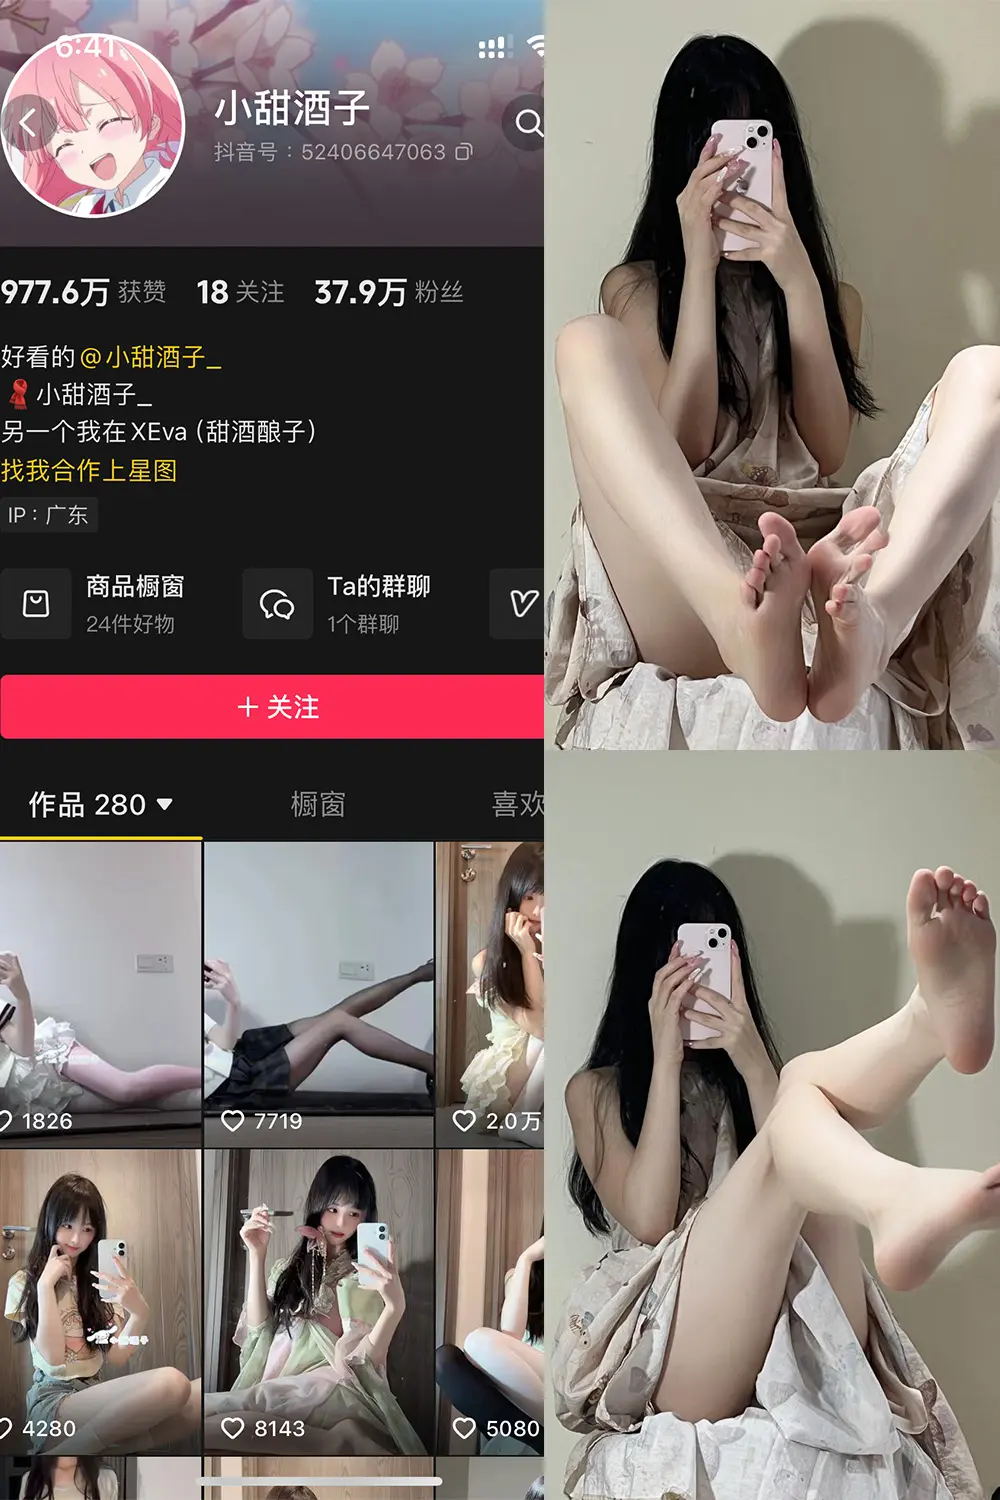 6:41
小甜酒子
抖音号：52406647063
977.6万 获赞 18 关注 37.9万 粉丝
好看的@小甜酒子_
小甜酒子_
另一个我在XEva（甜酒酿子）
找我合作上星图
IP：广东
商品橱窗
24件好物
Ta的群聊
1个群聊
+ 关注
作品 280 橱窗 喜欢
1826 7719 2.0万
4280 8143 5080